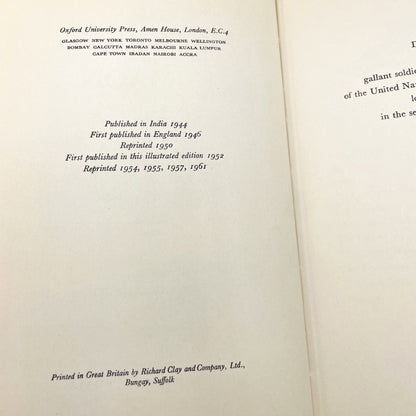 Oxford University Press, Amen House, London, E.C.4
GLASGOW NEW YORK TORONTO MELBOURNE WELLINGTON
BOMBAY CALCUTTA MADRAS KARACHI KUALA LUMPUR
CAPE TOWN IBADAN NAIROBI ACCRA
Published in India 1944
First published in England 1946
Reprinted 1950
First published in this illustrated edition 1952
Reprinted 1954, 1955, 1957, 1961
Printed in Great Britain by Richard Clay and Company, Ltd.,
Bungay, Suffolk
gallant soldie
of the United Na
in the se